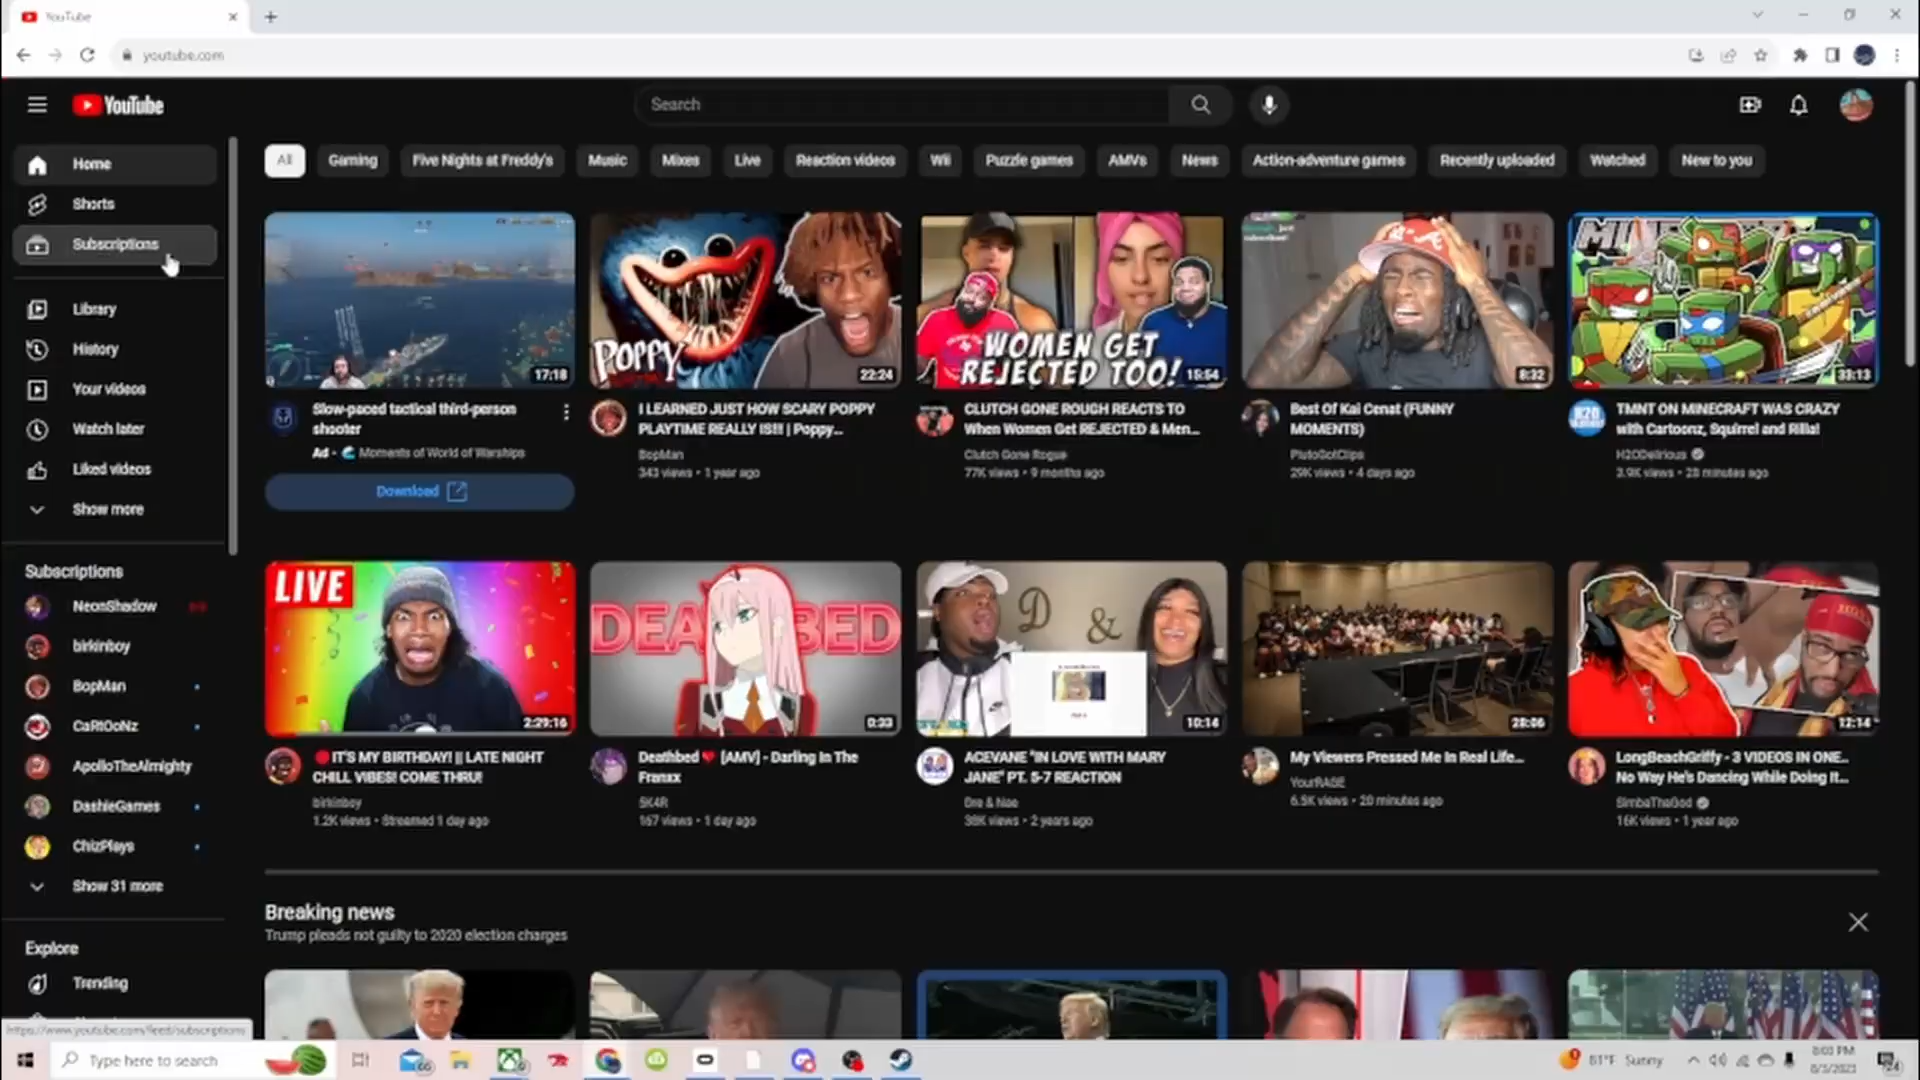 YouTube
youtube.com
YouTube
Search
Home
Shorts
Subscriptions
Library
History
Your videos
Watch later
Liked videos
Show more
Subscriptions
NeonShadow
birkinboy
BopMan
CaRtOoNz
ApolloTheAlmighty
DashieGames
ChizPlays
Show 31 more
Explore
Trending
https://www.youtube.com/feed/subscriptions
All
Gaming
Five Nights at Freddy's
Music
Mixes
Live
Reaction videos
Wii
Puzzle games
AMVs
News
Action-adventure games
Recently uploaded
Watched
New to you
17:18
Slow-paced tactical third-person
shooter
Ad • Moments of World of Warships
Download
POPPY
22:24
I LEARNED JUST HOW SCARY POPPY
PLAYTIME REALLY IS!!! | Poppy...
BopMan
343 views • 1 year ago
WOMEN GET
REJECTED TOO!
15:54
CLUTCH GONE ROUGH REACTS TO
When Women Get REJECTED & Men...
Clutch Gone Rogue
77K views • 9 months ago
8:32
Best Of Kai Cenat (FUNNY
MOMENTS)
PlutoGotClips
29K views • 4 days ago
33:13
TMNT ON MINECRAFT WAS CRAZY
with Cartoonz, Squirrel and Rilla!
H2ODelirious
3.9K views • 28 minutes ago
LIVE
2:29:16
IT'S MY BIRTHDAY! || LATE NIGHT
CHILL VIBES! COME THRU!
birkinboy
1.2K views • Streamed 1 day ago
DEATHBED
0:33
Deathbed ❤ [AMV] - Darling In The
Franxx
SK4R
167 views • 1 day ago
D &
10:14
ACEVANE "IN LOVE WITH MARY
JANE" PT. 5-7 REACTION
Dre & Nae
38K views • 2 years ago
28:06
My Viewers Pressed Me In Real Life...
YourRAGE
6.5K views • 20 minutes ago
12:14
LongBeachGriffy - 3 VIDEOS IN ONE...
No Way He's Dancing While Doing It...
SimbaThaGod
16K views • 1 year ago
Breaking news
Trump pleads not guilty to 2020 election charges
Type here to search
81°F Sunny
8:00 PM
8/3/2023